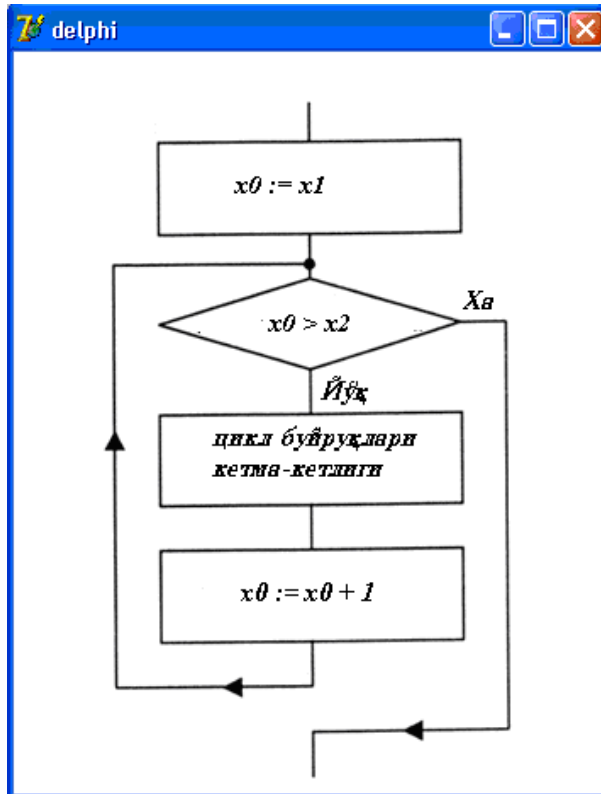 delphi
x0 := x1
x0 > x2
Ха
Йўқ
цикл буйруқлари
кетма-кетлиги
x0 := x0 + 1